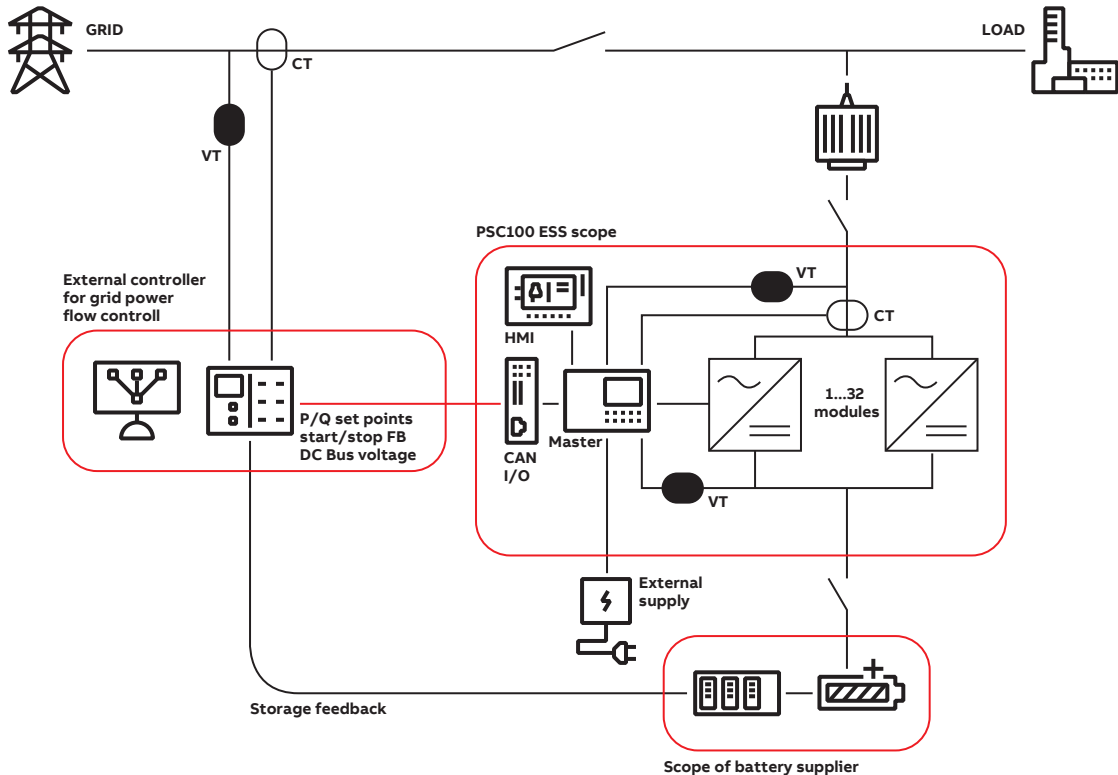 GRID
LOAD
CT
VT
PSC100 ESS scope
External controller
for grid power
flow controll
VT
CT
HMI
1...32
modules
P/Q set points
start/stop FB
DC Bus voltage
Master
CAN
I/O
VT
External
supply
Storage feedback
Scope of battery supplier